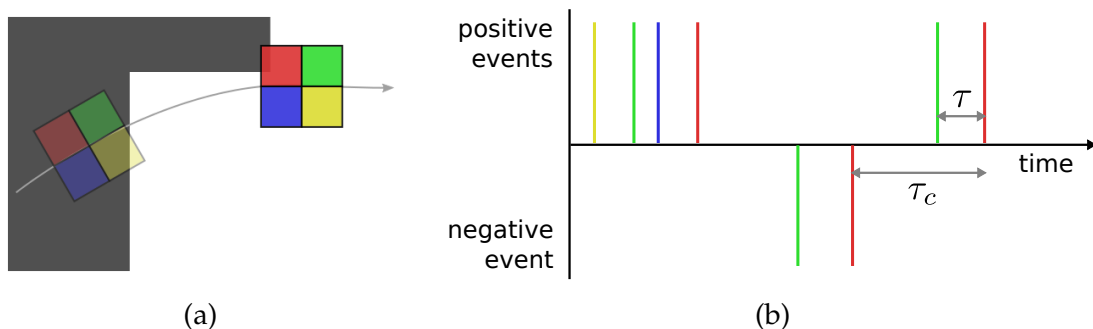 positive
events
τ
time
τc
negative
event
(a)
(b)